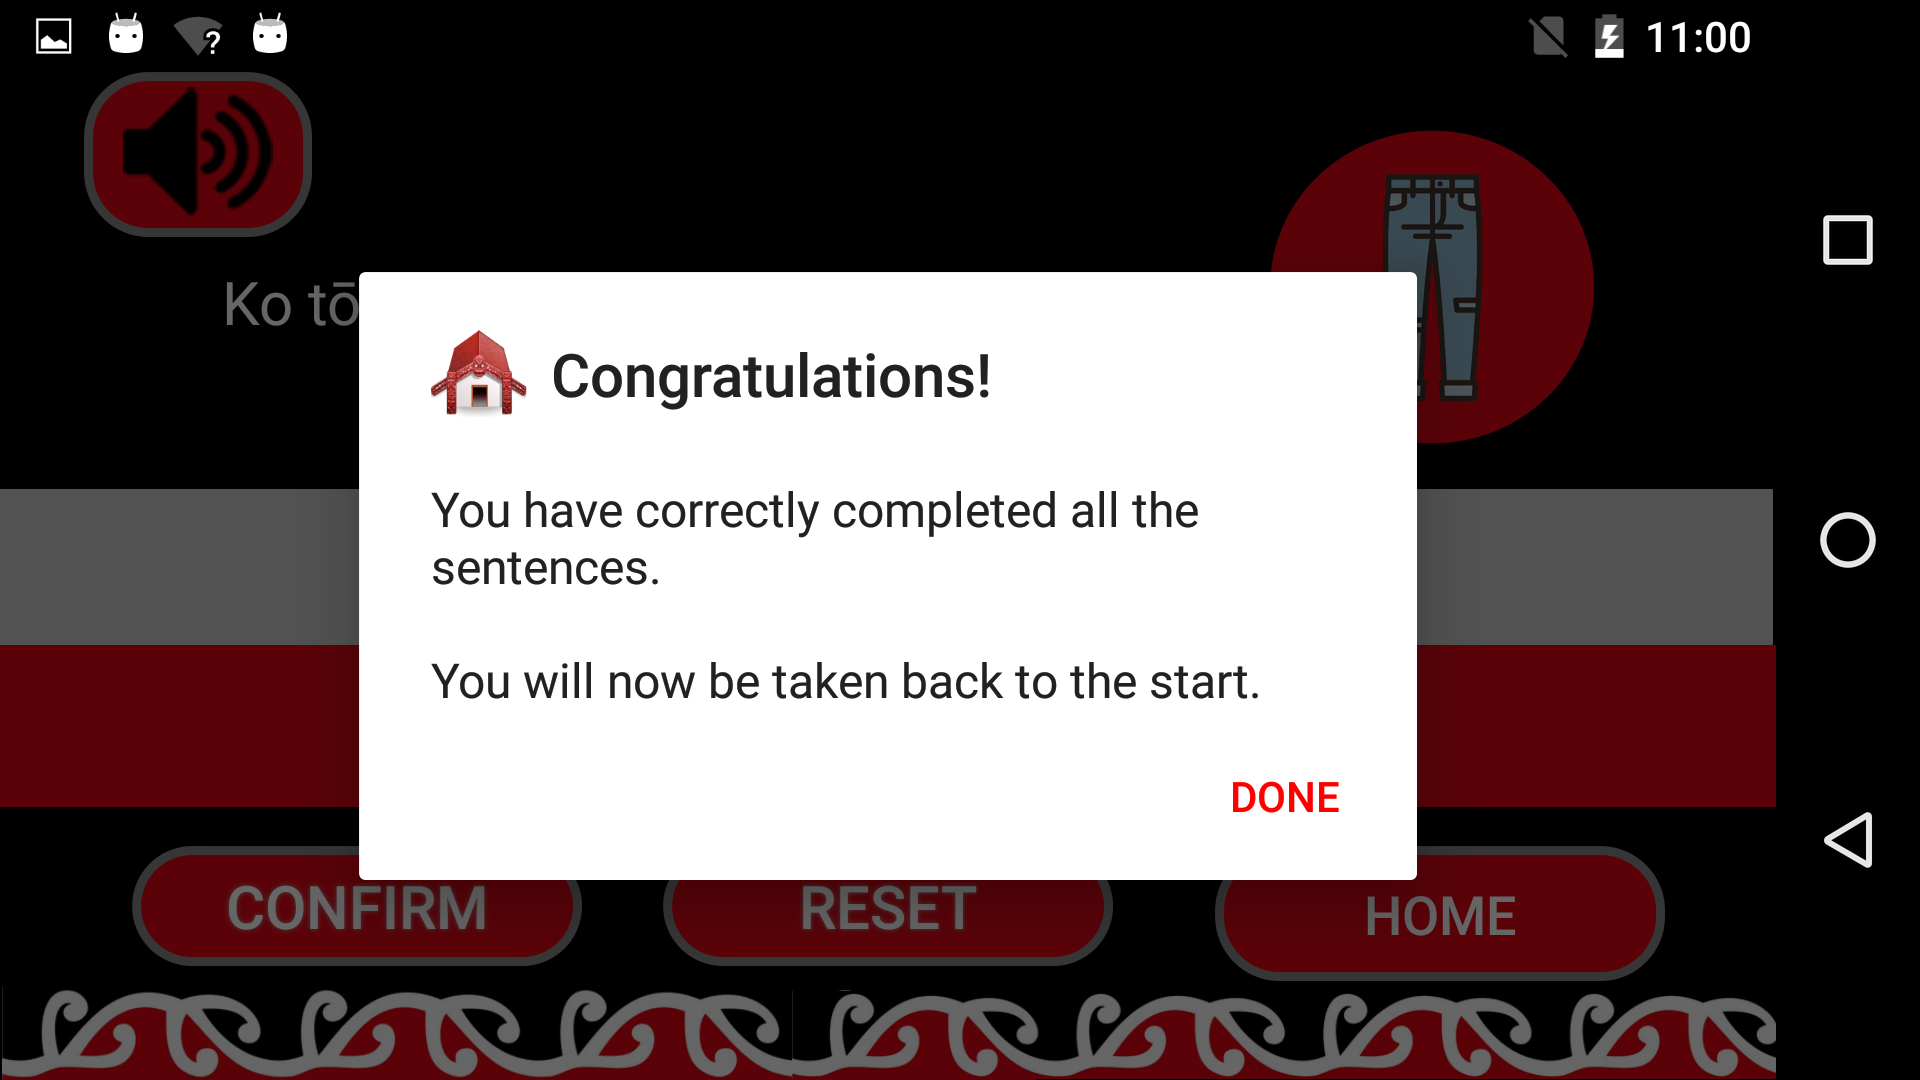 11:00
Ko tō
Congratulations!
You have correctly completed all the
sentences.
You will now be taken back to the start.
DONE
CONFIRM
RESET
HOME